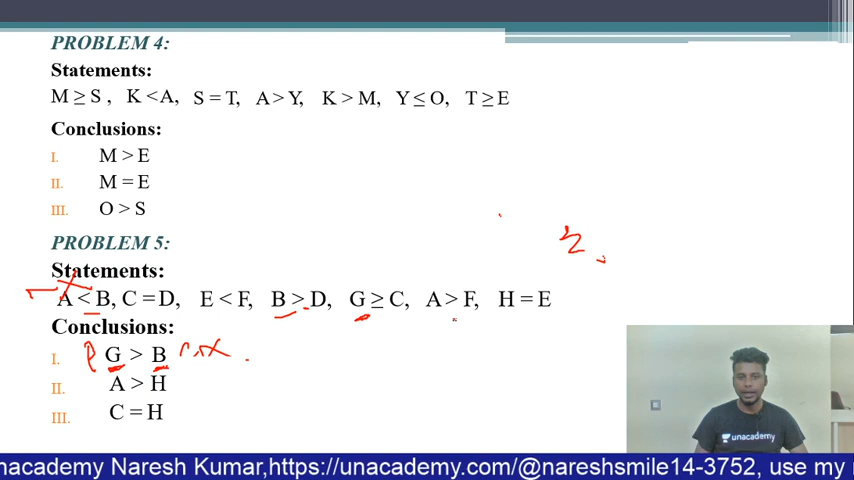 PROBLEM 4:
Statements:
M ≥ S , K < A, S = T, A > Y, K > M, Y ≤ O, T ≥ E
Conclusions:
I. M > E
II. M = E
III. O > S
PROBLEM 5:
Statements:
A < B, C = D, E < F, B > D, G ≥ C, A > F, H = E
Conclusions:
I. G > B
II. A > H
III. C = H
unacademy
nacademy Naresh Kumar,https://unacademy.com/@nareshsmile14-3752, use my